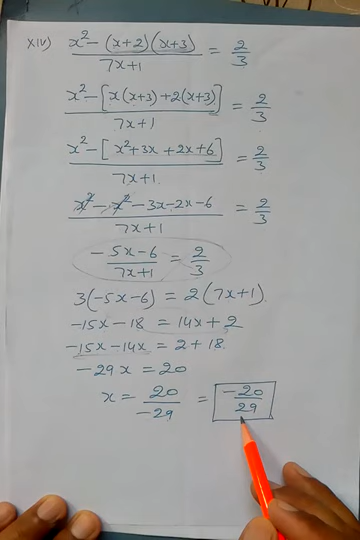 xiv) x² - (x+2)(x+3) / 7x+1 = 2/3
x² - [x(x+3) + 2(x+3)] / 7x+1 = 2/3
x² - [x² + 3x + 2x + 6] / 7x+1 = 2/3
x² - x² - 3x - 2x - 6 / 7x+1 = 2/3
-5x - 6 / 7x+1 = 2/3
3(-5x-6) = 2(7x+1)
-15x - 18 = 14x + 2
-15x - 14x = 2 + 18
-29x = 20
x = 20/-29 = -20/29